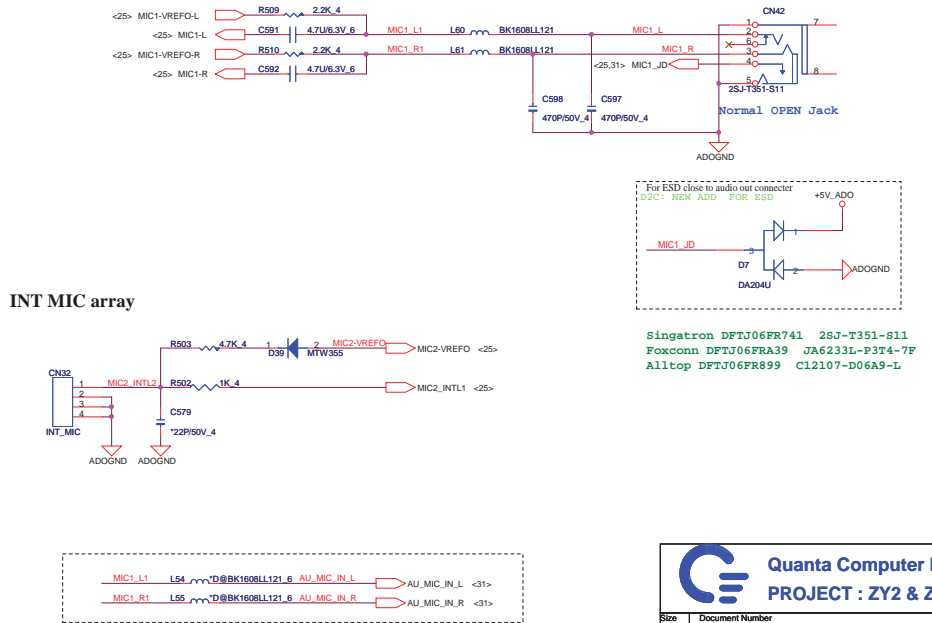 <25> MIC1-VREFO-L R509 2.2K_4
<25> MIC1-L C591 4.7U/6.3V_6 MIC1_L1 L60 BK1608LL121 MIC1_L
<25> MIC1-VREFO-R R510 2.2K_4 MIC1_R1 L61 BK1608LL121 MIC1_R
<25> MIC1-R C592 4.7U/6.3V_6 <25,31> MIC1_JD
CN42
1
2
6
3
4
5
7
8
2SJ-T351-S11
Normal OPEN Jack
C598
470P/50V_4
C597
470P/50V_4
ADOGND
For ESD close to audio out connecter
D2C: NEW ADD FOR ESD
+5V_ADO
MIC1_JD 3 1
D7 2 ADOGND
DA204U
INT MIC array
R503 4.7K_4 1 D39 2 MTW355 MIC2-VREFO MIC2-VREFO <25>
CN32
1 MIC2_INTL2 R502 1K_4 MIC2_INTL1 <25>
2
3
4
INT_MIC
C579
*22P/50V_4
ADOGND ADOGND
Singatron DFTJ06FR741 2SJ-T351-S11
Foxconn DFTJ06FRA39 JA6233L-P3T4-7F
Alltop DFTJ06FR899 C12107-D06A9-L
MIC1_L1 L54 *D@BK1608LL121_6 AU_MIC_IN_L AU_MIC_IN_L <31>
MIC1_R1 L55 *D@BK1608LL121_6 AU_MIC_IN_R AU_MIC_IN_R <31>
Quanta Computer
PROJECT : ZY2 & Z
Size Document Number